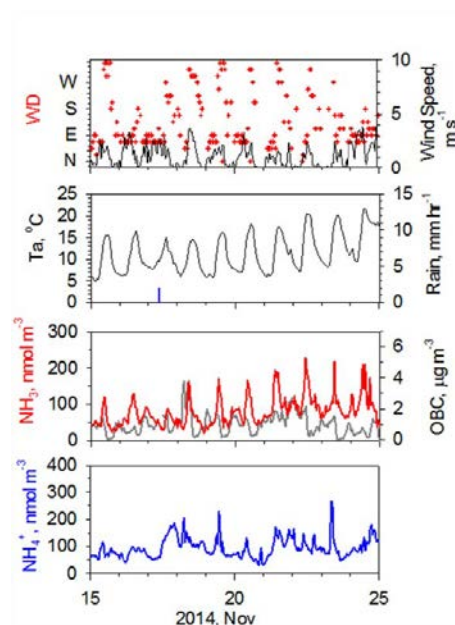 10
W
S
5
E
N
0
WD
Wind Speed,
m s-1
25
15
20
15
10
10
5
5
0
0
Ta, °C
Rain, mm hr-1
300
6
200
4
100
2
0
0
NH3, nmol m-3
OBC, µg m-3
400
300
200
100
0
NH4+, nmol m-3
15 20 25
2014, Nov